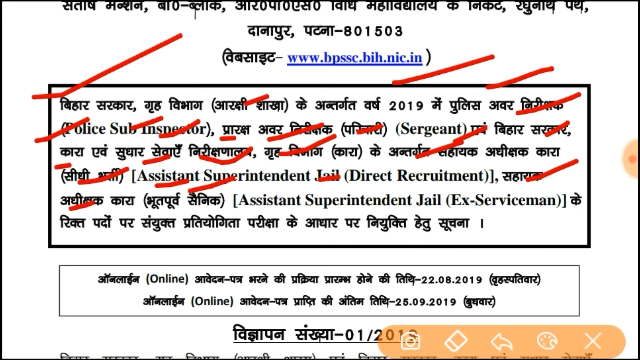 संतोष मेन्शन, बी०-ब्लॉक, आर०पी०एस० विधि महाविद्यालय के निकट, रघुनाथ पथ,
दानापुर, पटना-801503
(वेबसाइट- www.bpssc.bih.nic.in )
बिहार सरकार, गृह विभाग (आरक्षी शाखा) के अन्तर्गत वर्ष 2019 में पुलिस अवर निरीक्षक
(Police Sub Inspector), प्रारक्ष अवर निरीक्षक (परिचारी) (Sergeant) एवं बिहार सरकार,
कारा एवं सुधार सेवाएँ निरीक्षणालय, गृह विभाग (कारा) के अन्तर्गत सहायक अधीक्षक कारा
(सीधी भर्ती) [Assistant Superintendent Jail (Direct Recruitment)], सहायक
अधीक्षक कारा (भूतपूर्व सैनिक) [Assistant Superintendent Jail (Ex-Serviceman)] के
रिक्त पदों पर संयुक्त प्रतियोगिता परीक्षा के आधार पर नियुक्ति हेतु सूचना ।
ऑनलाईन (Online) आवेदन-पत्र भरने की प्रक्रिया प्रारम्भ होने की तिथि-22.08.2019 (वृहस्पतिवार)
ऑनलाईन (Online) आवेदन-पत्र प्राप्ति की अंतिम तिथि-25.09.2019 (बुधवार)
विज्ञापन संख्या-01/2019